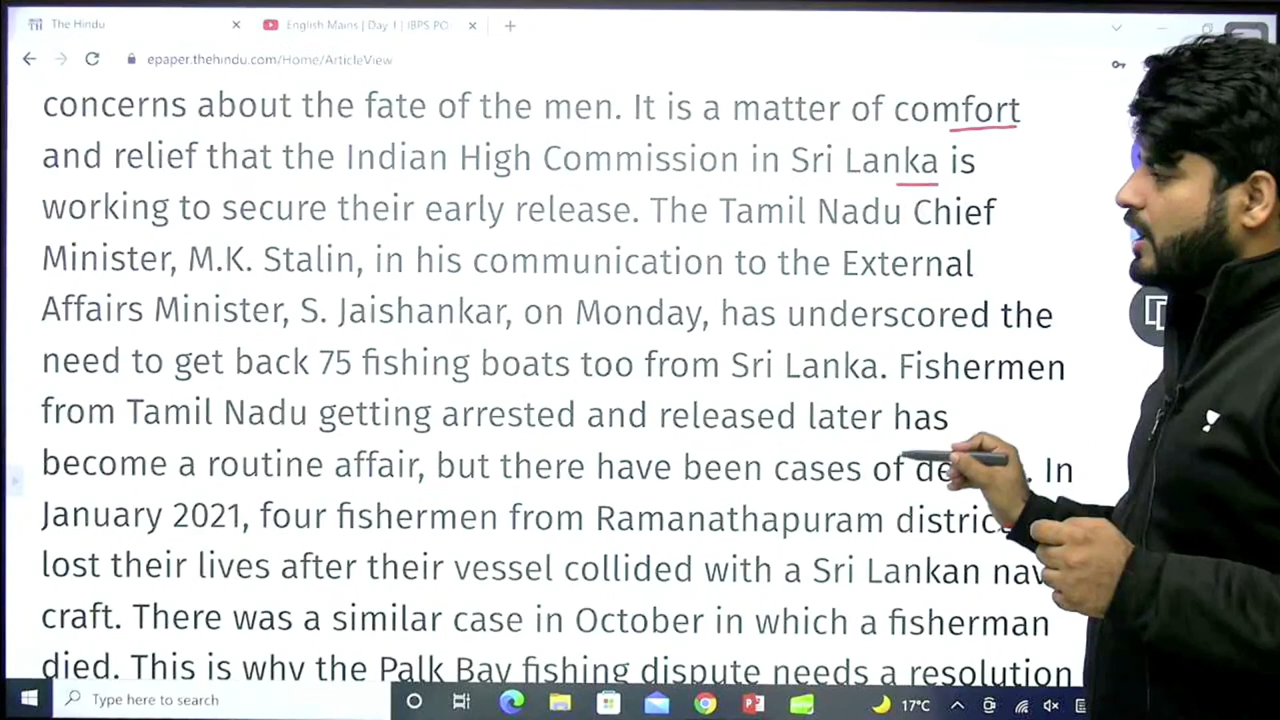 The Hindu
English Mains | Day 1 | IBPS PO
epaper.thehindu.com/Home/ArticleView
concerns about the fate of the men. It is a matter of comfort
and relief that the Indian High Commission in Sri Lanka is
working to secure their early release. The Tamil Nadu Chief
Minister, M.K. Stalin, in his communication to the External
Affairs Minister, S. Jaishankar, on Monday, has underscored the
need to get back 75 fishing boats too from Sri Lanka. Fishermen
from Tamil Nadu getting arrested and released later has
become a routine affair, but there have been cases of In
January 2021, four fishermen from Ramanathapuram
lost their lives after their vessel collided with a Sri Lankan
craft. There was a similar case in October in which a fisherman
died. This is why the Palk Bay fishing dispute needs a resolution
Type here to search
17°C